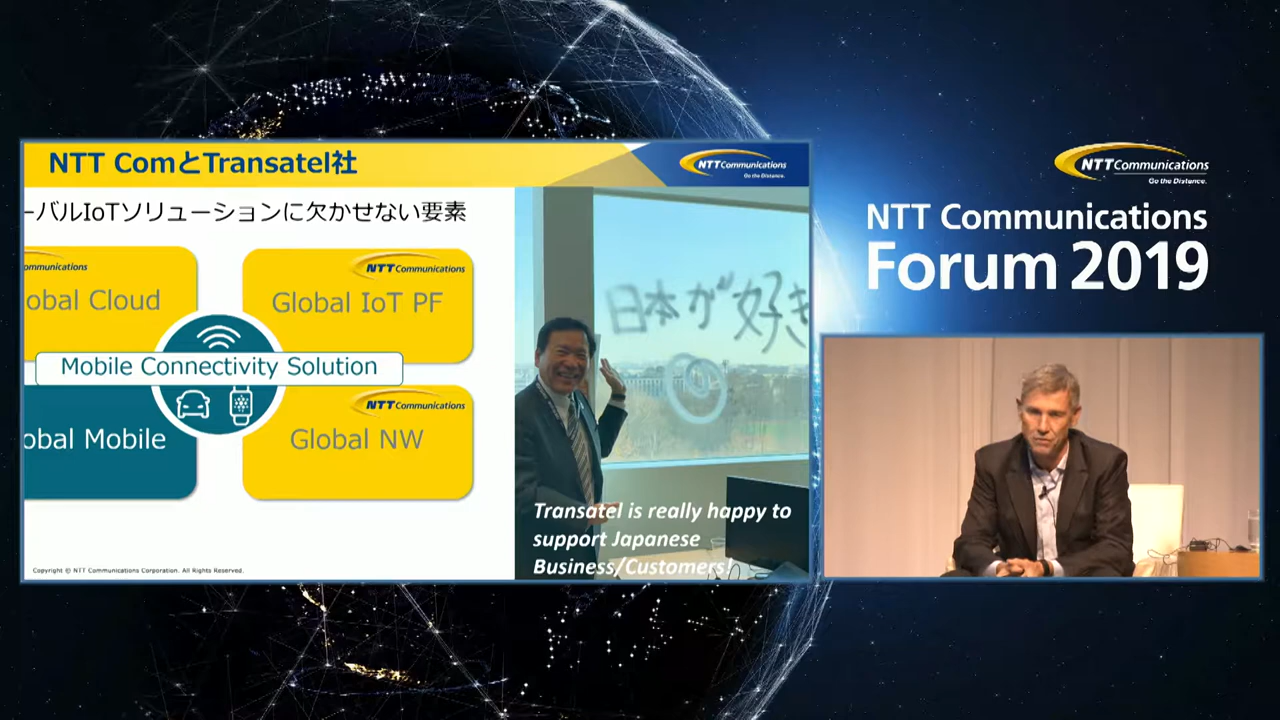 NTT ComとTransatel社
NTT Communications
Go the Distance.
ーバルIoTソリューションに欠かせない要素
ommunications
obal Cloud
NTT Communications
Global IoT PF
Mobile Connectivity Solution
obal Mobile
NTT Communications
Global NW
日本が好き
Transatel is really happy to
support Japanese
Business/Customers!
Copyright © NTT Communications Corporation. All Rights Reserved.
NTT Communications
Go the Distance.
NTT Communications
Forum 2019